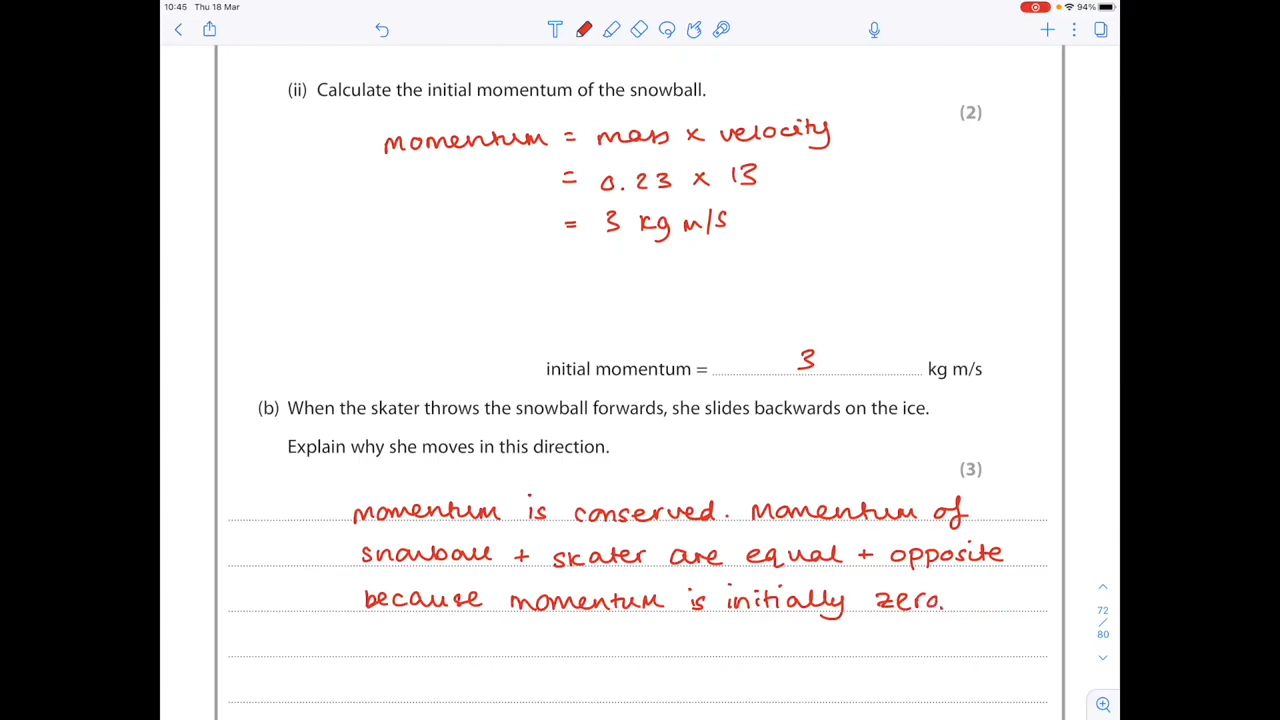 10:45 Thu 18 Mar
94%
(ii) Calculate the initial momentum of the snowball.
(2)
momentum = mass × velocity
= 0.23 × 13
= 3 kg m/s
initial momentum = 3 kg m/s
(b) When the skater throws the snowball forwards, she slides backwards on the ice.
Explain why she moves in this direction.
(3)
momentum is conserved. Momentum of
snowball + skater are equal + opposite
because momentum is initially zero.
72
/
80